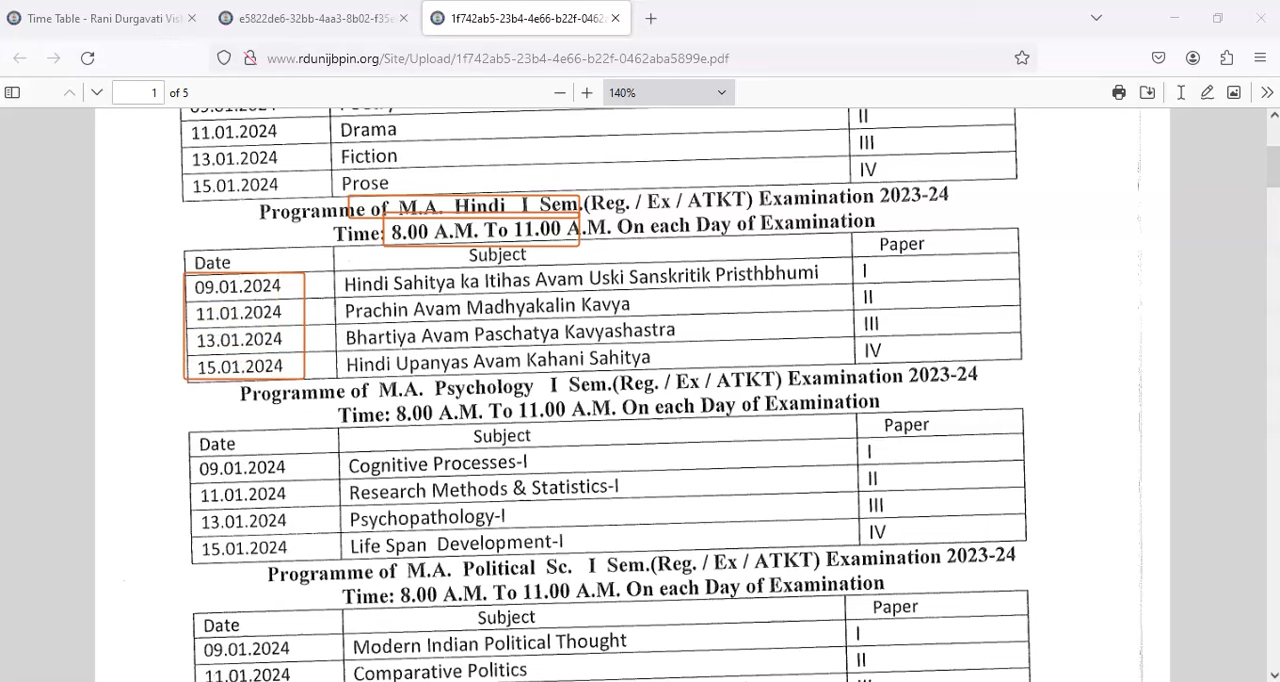 Time Table - Rani Durgavati Vis
e5822de6-32bb-4aa3-8b02-f35e
1f742ab5-23b4-4e66-b22f-0462
www.rdunijbpin.org/Site/Upload/1f742ab5-23b4-4e66-b22f-0462aba5899e.pdf
1 of 5
140%
II
11.01.2024 Drama III
13.01.2024 Fiction IV
15.01.2024 Prose
Programme of M.A. Hindi I Sem.(Reg. / Ex / ATKT) Examination 2023-24
Time: 8.00 A.M. To 11.00 A.M. On each Day of Examination
Date Subject Paper
09.01.2024 Hindi Sahitya ka Itihas Avam Uski Sanskritik Pristhbhumi I
11.01.2024 Prachin Avam Madhyakalin Kavya II
13.01.2024 Bhartiya Avam Paschatya Kavyashastra III
15.01.2024 Hindi Upanyas Avam Kahani Sahitya IV
Programme of M.A. Psychology I Sem.(Reg. / Ex / ATKT) Examination 2023-24
Time: 8.00 A.M. To 11.00 A.M. On each Day of Examination
Date Subject Paper
09.01.2024 Cognitive Processes-I I
11.01.2024 Research Methods & Statistics-I II
13.01.2024 Psychopathology-I III
15.01.2024 Life Span Development-I IV
Programme of M.A. Political Sc. I Sem.(Reg. / Ex / ATKT) Examination 2023-24
Time: 8.00 A.M. To 11.00 A.M. On each Day of Examination
Date Subject Paper
09.01.2024 Modern Indian Political Thought I
11.01.2024 Comparative Politics II